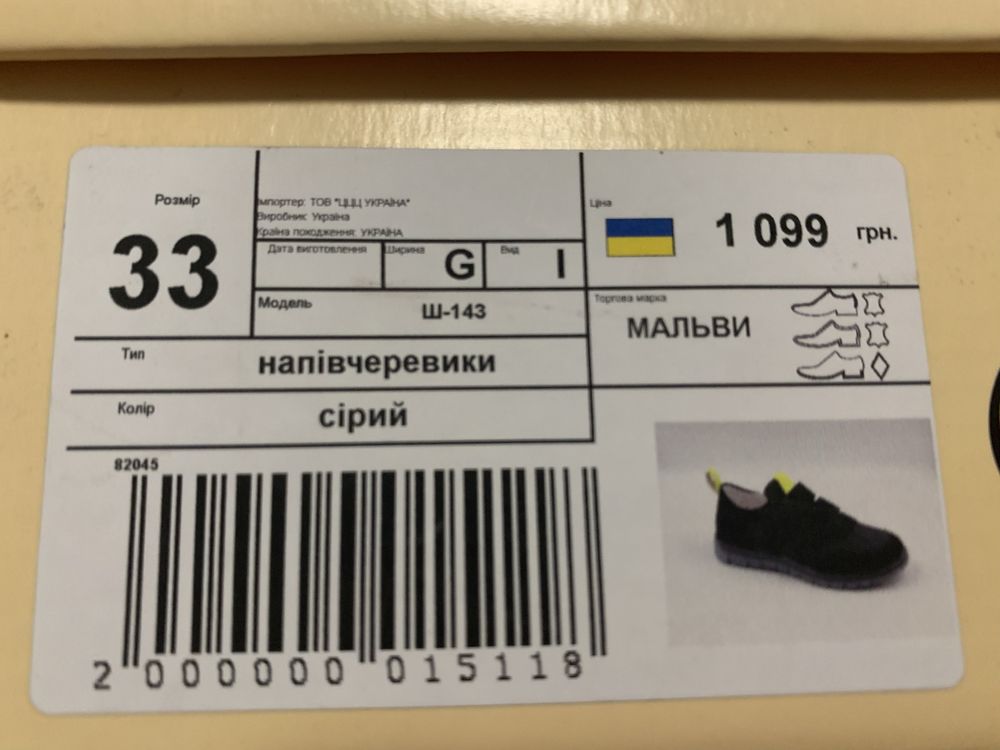 Розмір
33
Імпортер: ТОВ "ЦЦЦ УКРАЇНА"
Виробник: Україна
Країна походження: УКРАЇНА
Дата виготовлення
Ширина
G
Вид
I
Модель
Ш-143
Ціна
1 099 грн.
Торгова марка
МАЛЬВИ
Тип
напівчеревики
Колір
сірий
82045
2 000000 015118